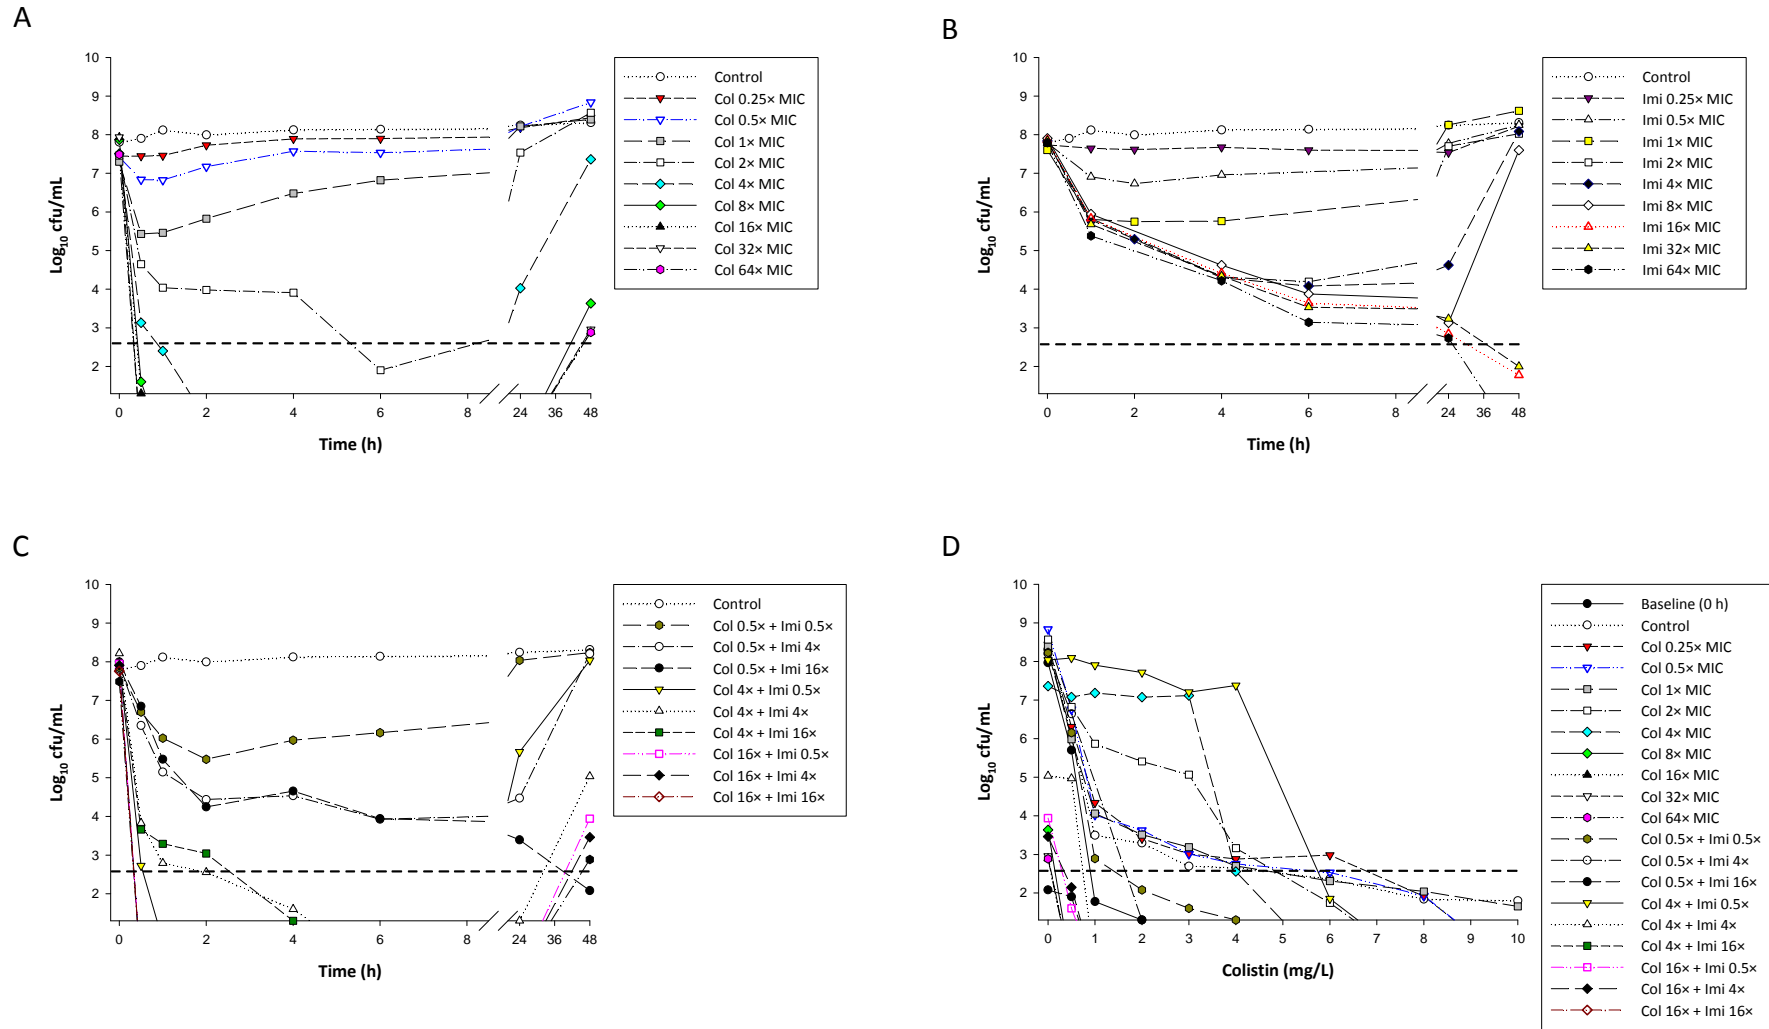 A
10
9
8
7
6
5
4
3
2
Log10 cfu/mL
0 2 4 6 8 24 36 48
Time (h)
Control
Col 0.25× MIC
Col 0.5× MIC
Col 1× MIC
Col 2× MIC
Col 4× MIC
Col 8× MIC
Col 16× MIC
Col 32× MIC
Col 64× MIC
B
10
9
8
7
6
5
4
3
2
Log10 cfu/mL
0 2 4 6 8 24 36 48
Time (h)
Control
Imi 0.25× MIC
Imi 0.5× MIC
Imi 1× MIC
Imi 2× MIC
Imi 4× MIC
Imi 8× MIC
Imi 16× MIC
Imi 32× MIC
Imi 64× MIC
C
10
9
8
7
6
5
4
3
2
Log10 cfu/mL
0 2 4 6 8 24 36 48
Time (h)
Control
Col 0.5× + Imi 0.5×
Col 0.5× + Imi 4×
Col 0.5× + Imi 16×
Col 4× + Imi 0.5×
Col 4× + Imi 4×
Col 4× + Imi 16×
Col 16× + Imi 0.5×
Col 16× + Imi 4×
Col 16× + Imi 16×
D
10
9
8
7
6
5
4
3
2
Log10 cfu/mL
0 1 2 3 4 5 6 7 8 9 10
Colistin (mg/L)
Baseline (0 h)
Control
Col 0.25× MIC
Col 0.5× MIC
Col 1× MIC
Col 2× MIC
Col 4× MIC
Col 8× MIC
Col 16× MIC
Col 32× MIC
Col 64× MIC
Col 0.5× + Imi 0.5×
Col 0.5× + Imi 4×
Col 0.5× + Imi 16×
Col 4× + Imi 0.5×
Col 4× + Imi 4×
Col 4× + Imi 16×
Col 16× + Imi 0.5×
Col 16× + Imi 4×
Col 16× + Imi 16×